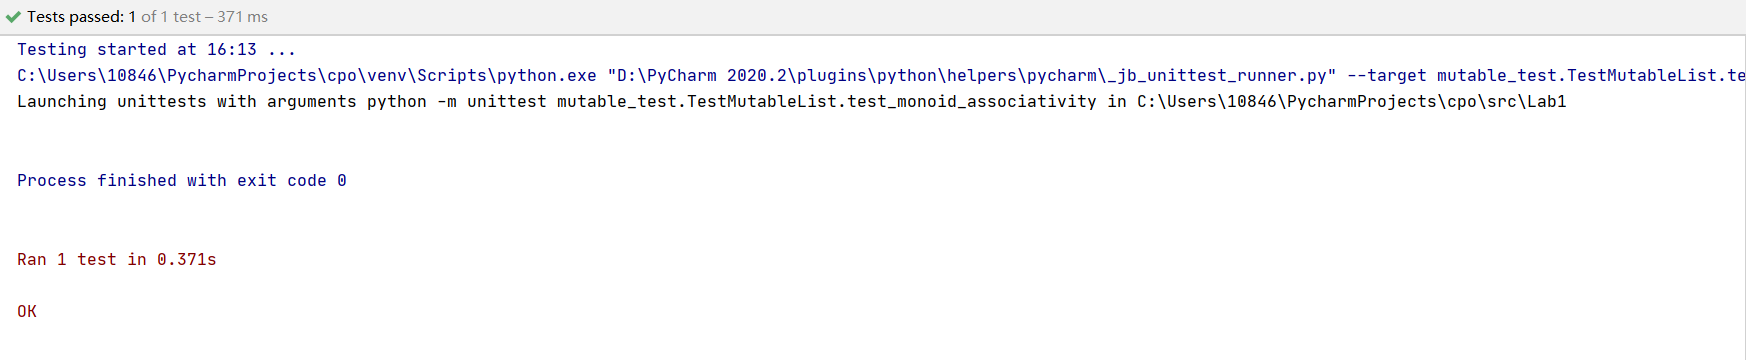 Tests passed: 1 of 1 test – 371 ms
Testing started at 16:13 ...
C:\Users\10846\PycharmProjects\cpo\venv\Scripts\python.exe "D:\PyCharm 2020.2\plugins\python\helpers\pycharm\_jb_unittest_runner.py" --target mutable_test.TestMutableList.te
Launching unittests with arguments python -m unittest mutable_test.TestMutableList.test_monoid_associativity in C:\Users\10846\PycharmProjects\cpo\src\Lab1
Process finished with exit code 0
Ran 1 test in 0.371s
OK